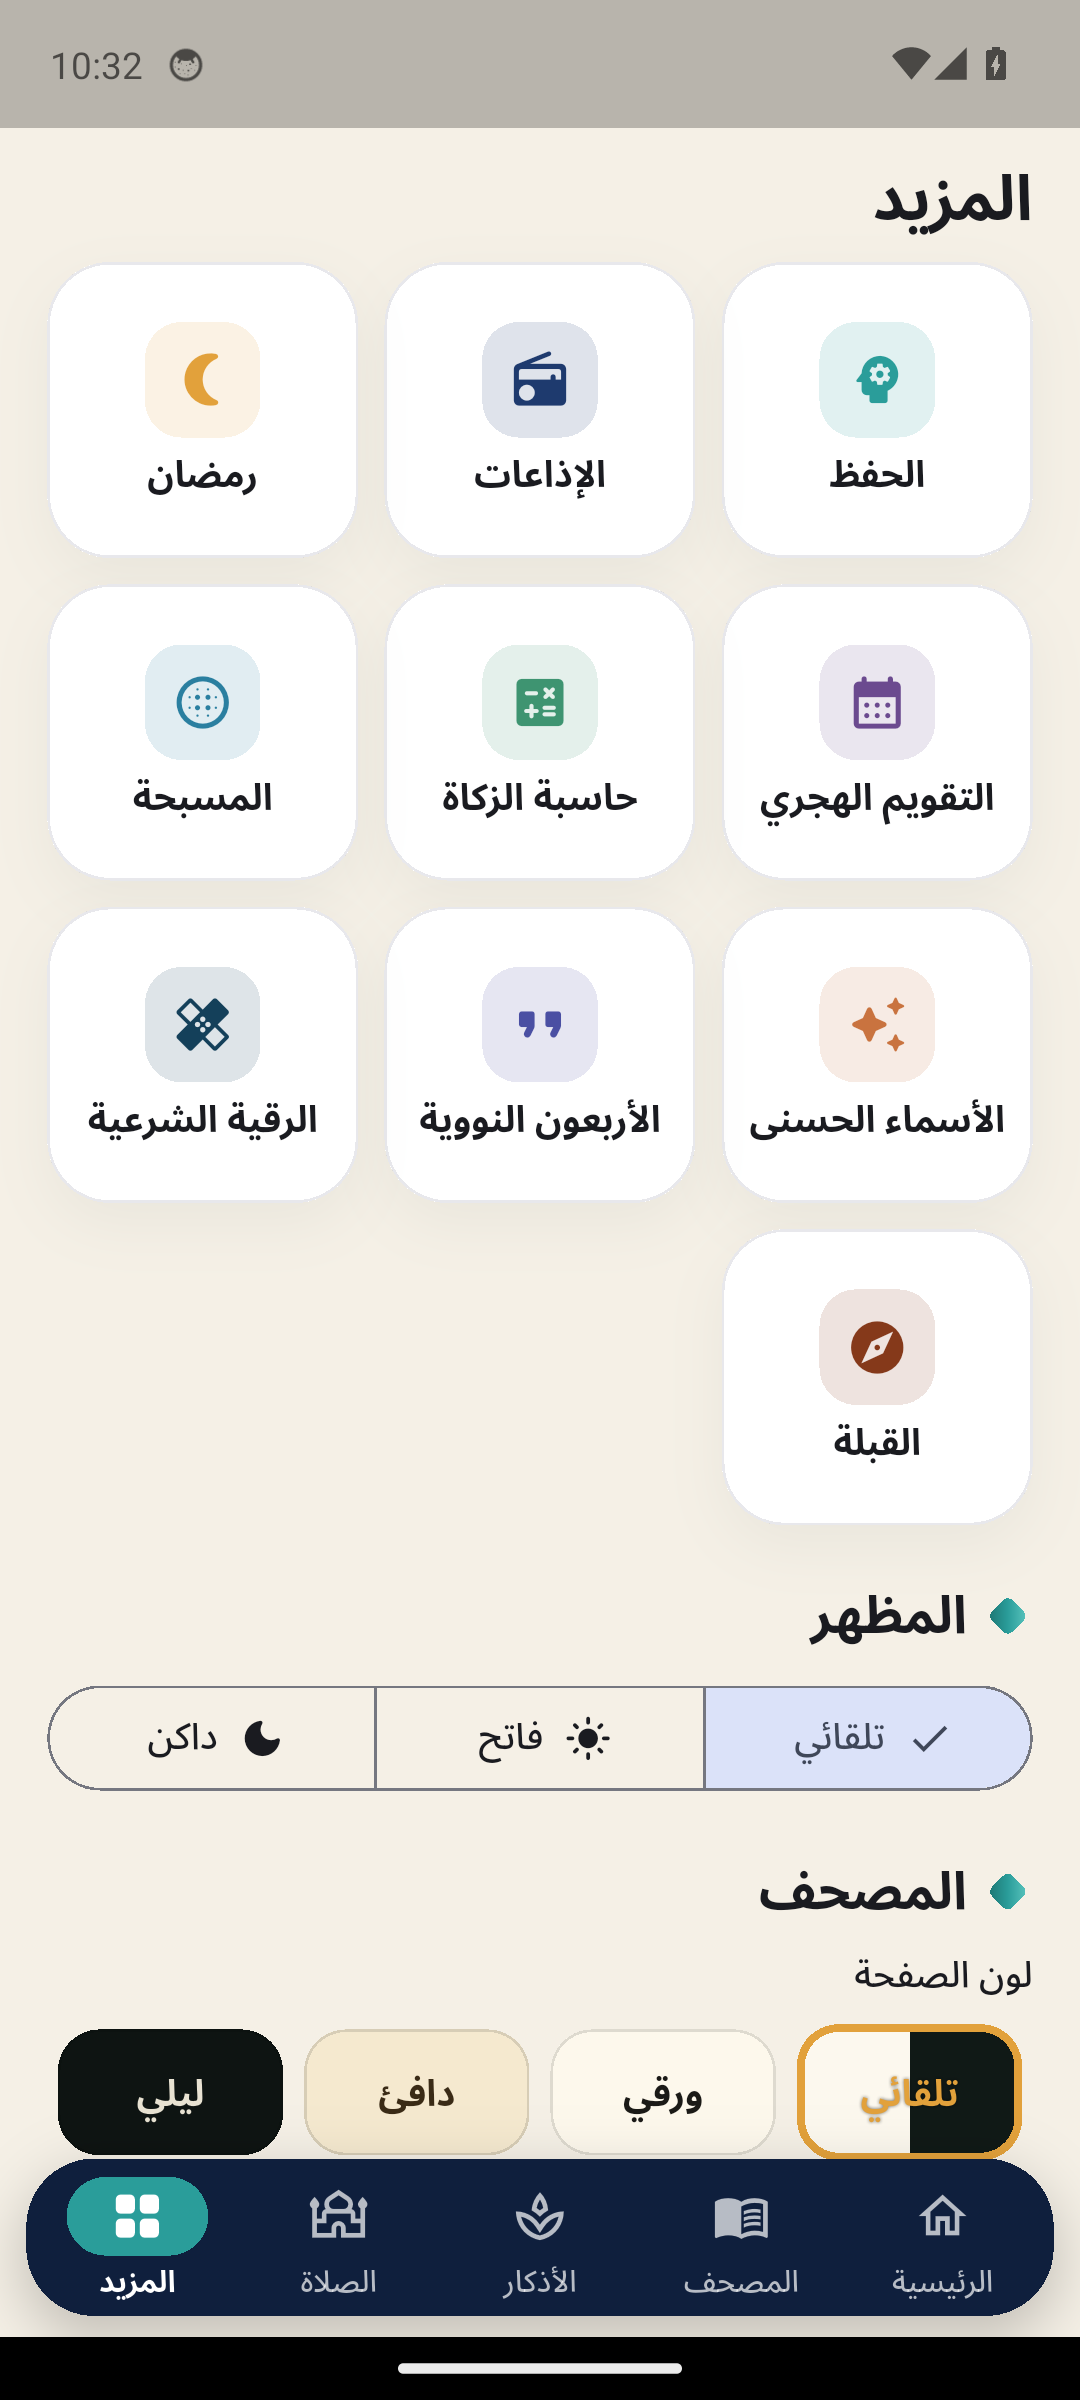 10:32
المزيد
الحفظ
الإذاعات
رمضان
التقويم الهجري
حاسبة الزكاة
المسبحة
الأسماء الحسنى
الأربعون النووية
الرقية الشرعية
القبلة
المظهر
تلقائي
فاتح
داكن
المصحف
لون الصفحة
تلقائي
ورقي
دافئ
ليلي
الرئيسية
المصحف
الأذكار
الصلاة
المزيد